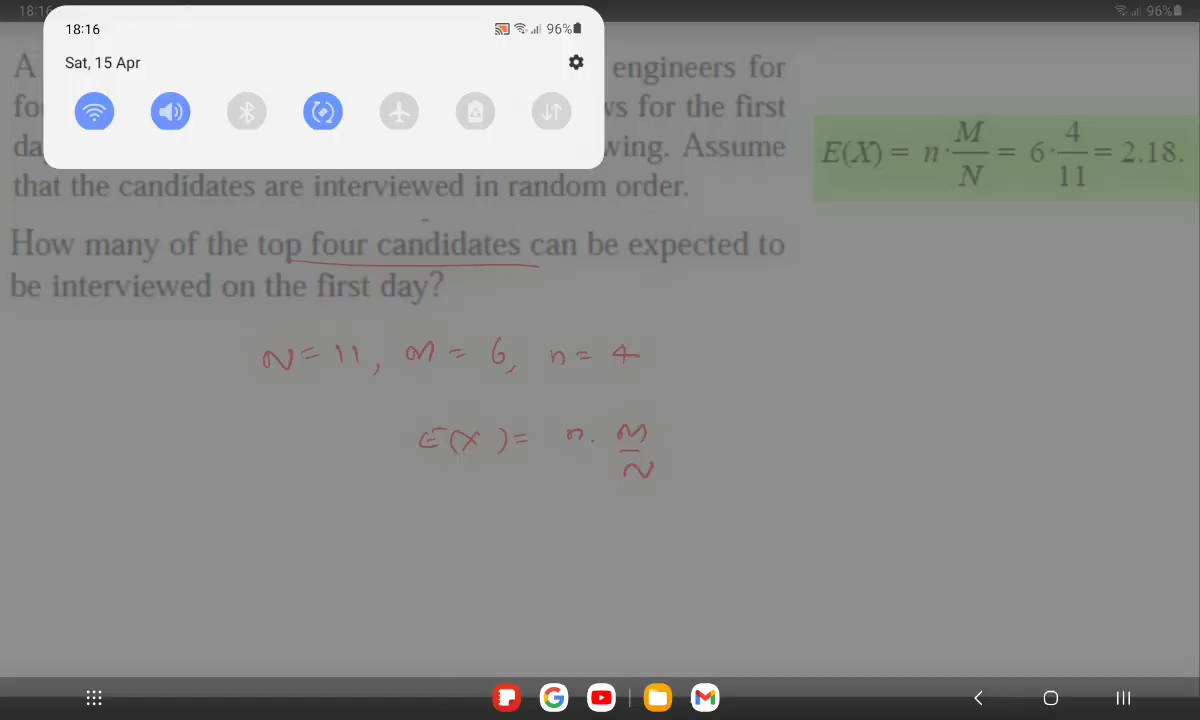 18:16
96%
18:16
96%
Sat, 15 Apr
A engineers for
fo ws for the first
da wing. Assume
that the candidates are interviewed in random order.
How many of the top four candidates can be expected to
be interviewed on the first day?
E(X) = n · M/N = 6 · 4/11 = 2.18.
N = 11, M = 6, n = 4
E(X) = n. M/N